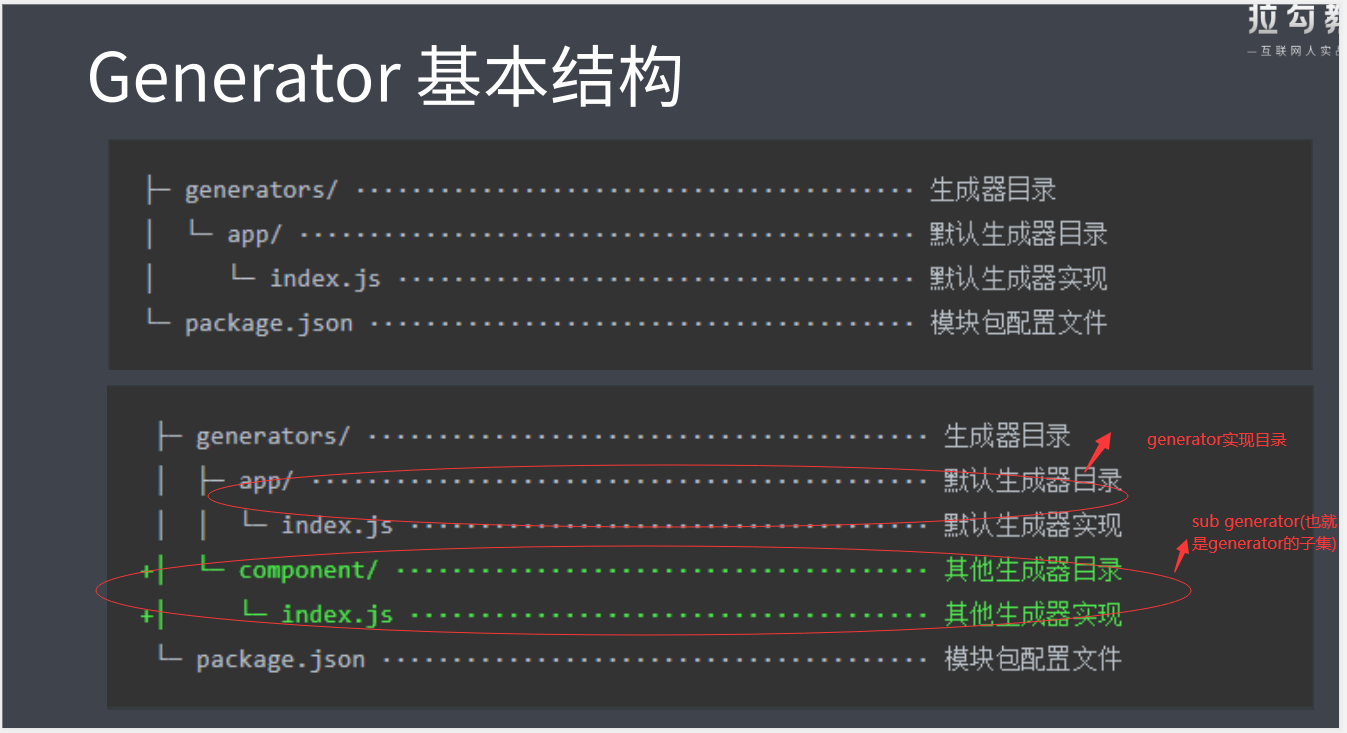 拉勾
—互联网人实
Generator 基本结构
├─ generators/ ········································ 生成器目录
│  └─ app/ ············································ 默认生成器目录
│     └─ index.js ····································· 默认生成器实现
└─ package.json ······································· 模块包配置文件
├─ generators/ ········································ 生成器目录
generator实现目录
│  ├─ app/ ············································ 默认生成器目录
│  │  └─ index.js ····································· 默认生成器实现
sub generator(也就
是generator的子集)
+│  └─ component/ ······································ 其他生成器目录
+│     └─ index.js ····································· 其他生成器实现
└─ package.json ······································· 模块包配置文件